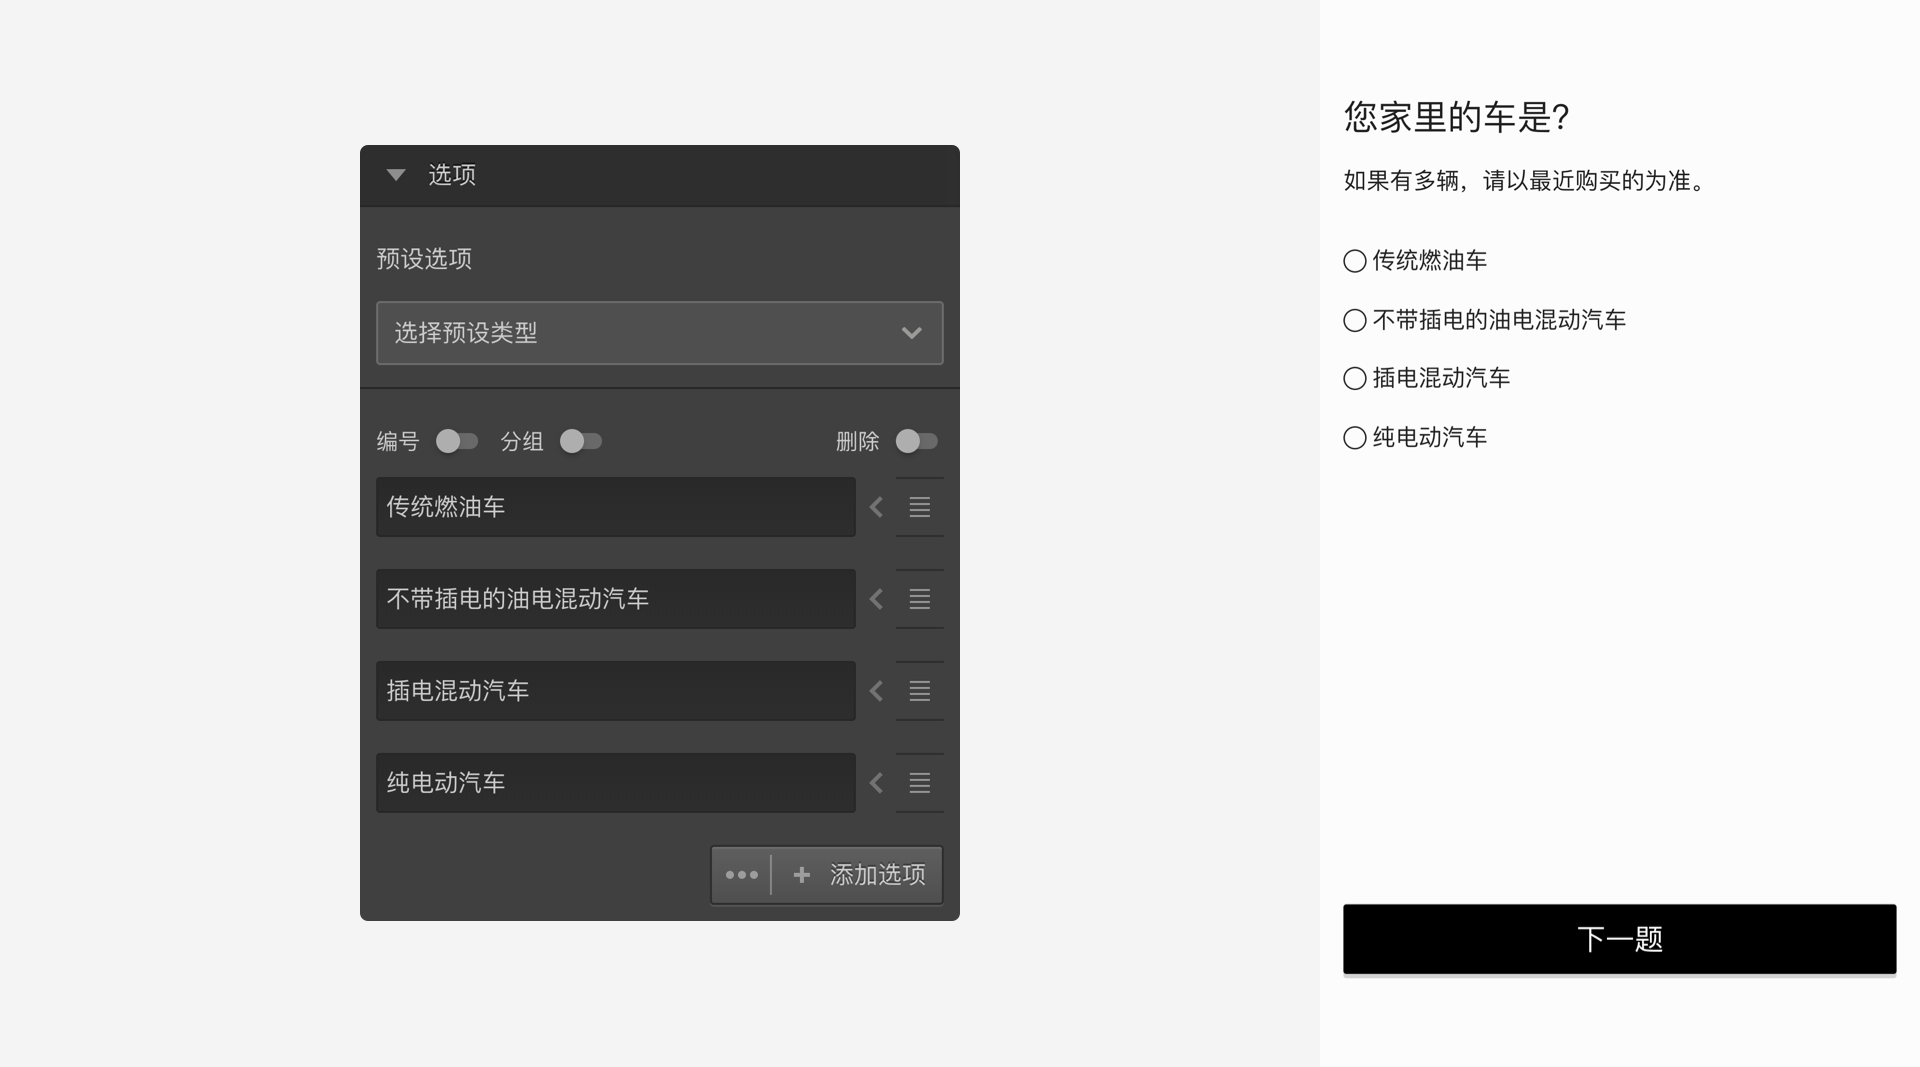 选项
预设选项
选择预设类型
编号 分组 删除
传统燃油车
不带插电的油电混动汽车
插电混动汽车
纯电动汽车
添加选项
您家里的车是?
如果有多辆，请以最近购买的为准。
传统燃油车
不带插电的油电混动汽车
插电混动汽车
纯电动汽车
下一题